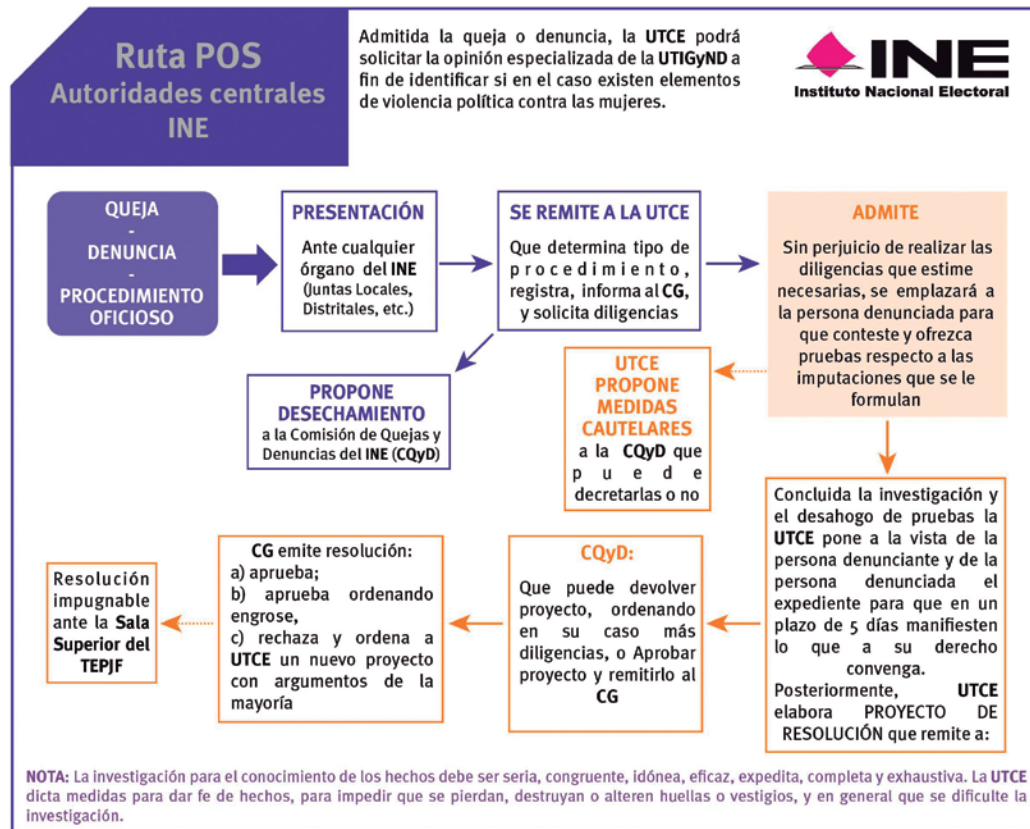 Ruta POS
Autoridades centrales
INE
Admitida la queja o denuncia, la UTCE podrá
solicitar la opinión especializada de la UTIGyND a
fin de identificar si en el caso existen elementos
de violencia política contra las mujeres.
INE
Instituto Nacional Electoral
QUEJA
-
DENUNCIA
-
PROCEDIMIENTO
OFICIOSO
PRESENTACIÓN
Ante cualquier
órgano del INE
(Juntas Locales,
Distritales, etc.)
SE REMITE A LA UTCE
Que determina tipo de
procedimiento,
registra, informa al CG,
y solicita diligencias
ADMITE
Sin perjuicio de realizar las
diligencias que estime
necesarias, se emplazará a
la persona denunciada para
que conteste y ofrezca
pruebas respecto a las
imputaciones que se le
formulan
PROPONE
DESECHAMIENTO
a la Comisión de Quejas y
Denuncias del INE (CQyD)
UTCE
PROPONE
MEDIDAS
CAUTELARES
a la CQyD que
puede
decretarlas o no
Concluida la investigación y
el desahogo de pruebas la
UTCE pone a la vista de la
persona denunciante y de la
persona denunciada el
expediente para que en un
plazo de 5 días manifiesten
lo que a su derecho
convenga.
Posteriormente, UTCE
elabora PROYECTO DE
RESOLUCIÓN que remite a:
CQyD:
Que puede devolver
proyecto, ordenando
en su caso más
diligencias, o Aprobar
proyecto y remitirlo al
CG
CG emite resolución:
a) aprueba;
b) aprueba ordenando
engrose,
c) rechaza y ordena a
UTCE un nuevo proyecto
con argumentos de la
mayoría
Resolución
impugnable
ante la Sala
Superior del
TEPJF
NOTA: La investigación para el conocimiento de los hechos debe ser seria, congruente, idónea, eficaz, expedita, completa y exhaustiva. La UTCE
dicta medidas para dar fe de hechos, para impedir que se pierdan, destruyan o alteren huellas o vestigios, y en general que se dificulte la
investigación.